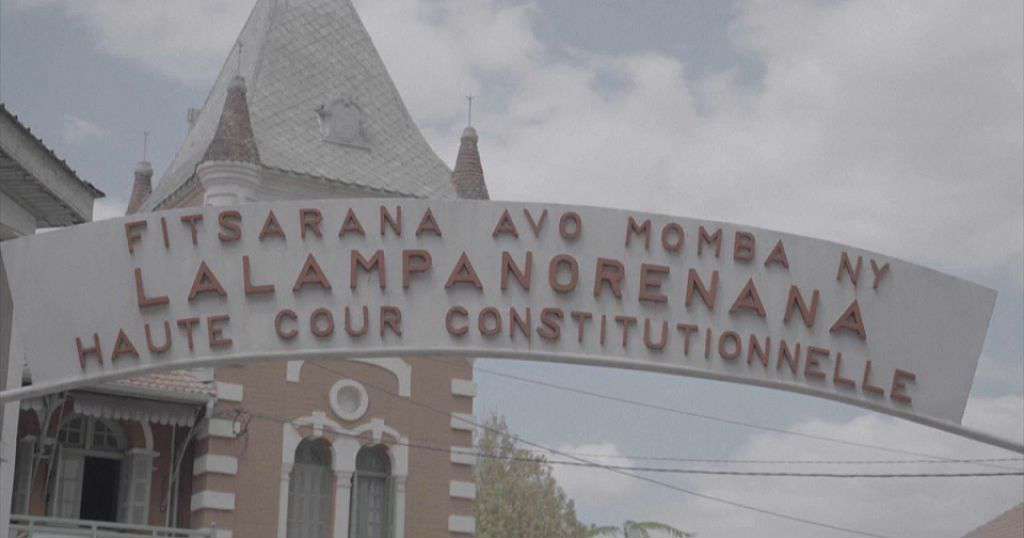 FITSARANA AVO MOMBA NY
LALAMPANORENANA
HAUTE COUR CONSTITUTIONNELLE